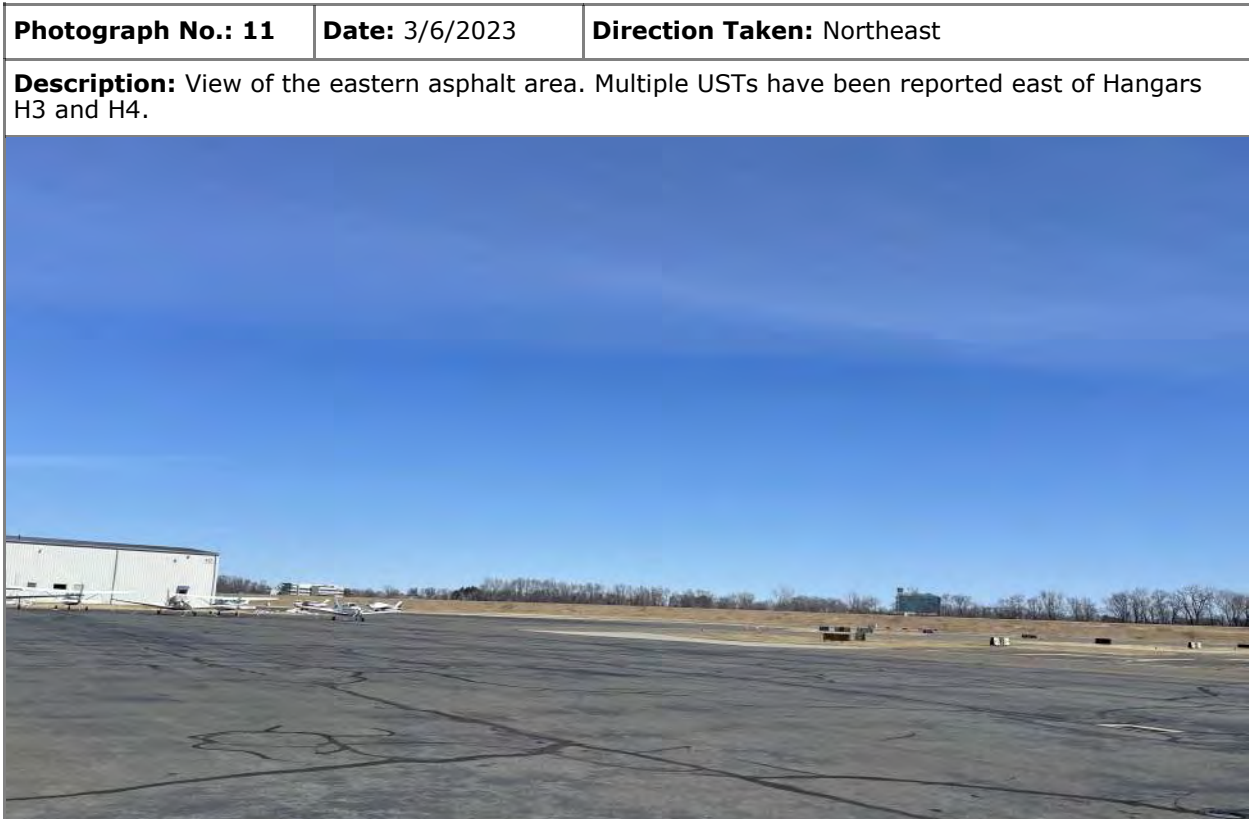 Photograph No.: 11 Date: 3/6/2023 Direction Taken: Northeast
Description: View of the eastern asphalt area. Multiple USTs have been reported east of Hangars
H3 and H4.